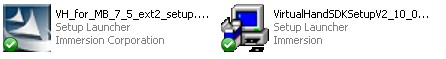 VH_for_MB_7_5_ext2_setup....
Setup Launcher
Immersion Corporation
VirtualHandSDKSetupV2_10_0...
Setup Launcher
Immersion